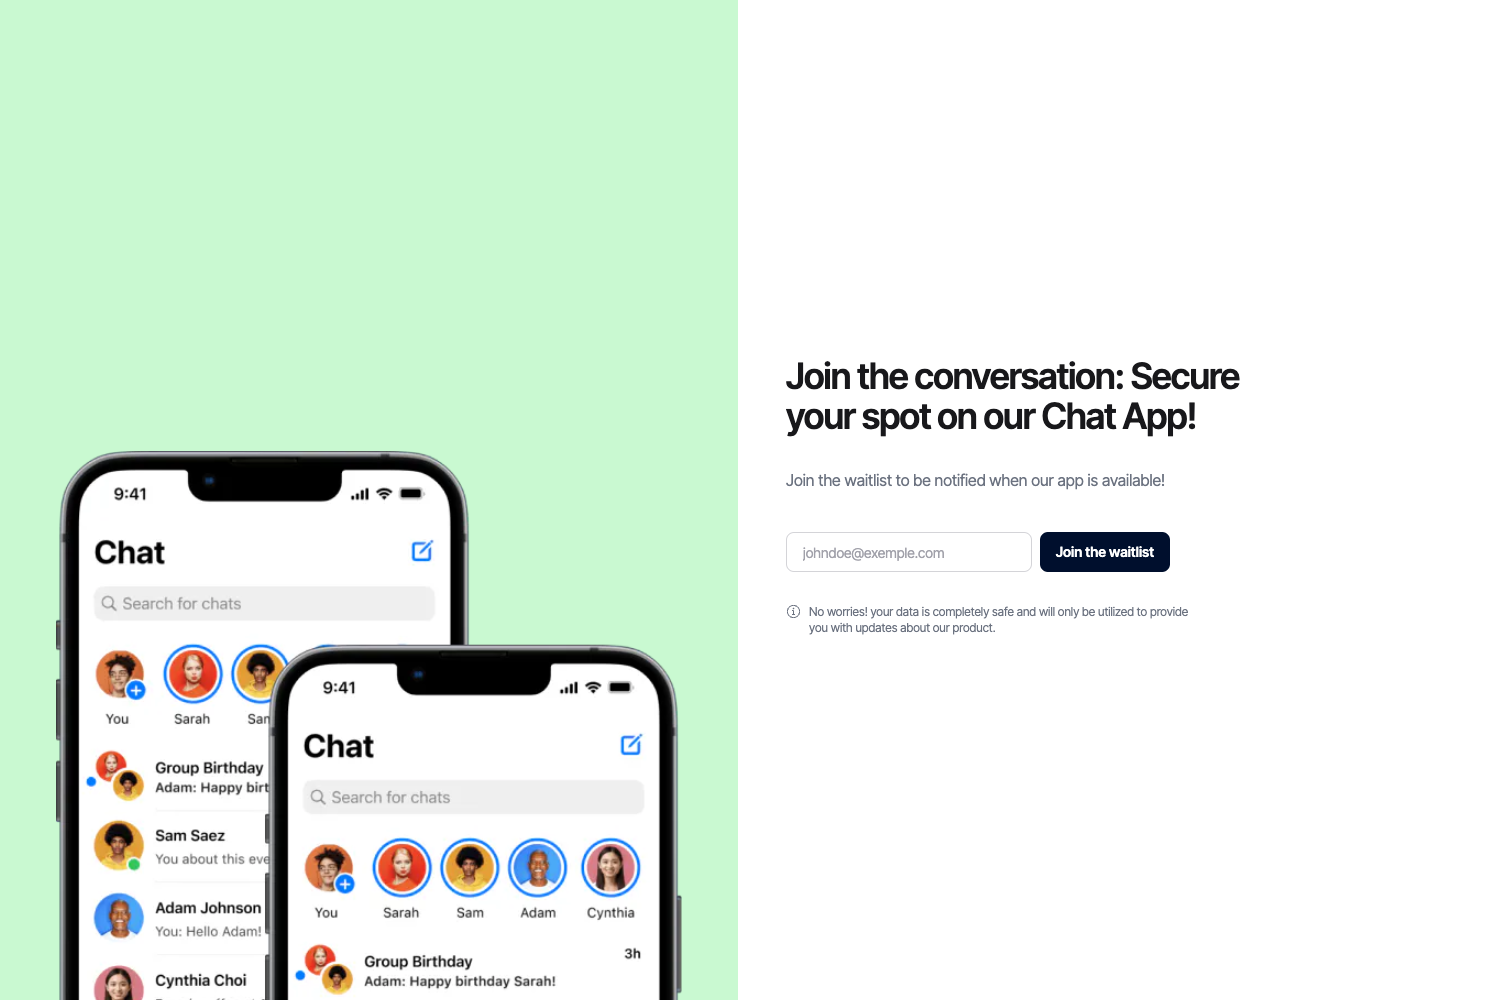 9:41
Chat
Search for chats
You
Sarah
Group Birthday
Adam: Happy
Sam Saez
You about this
Adam Johnson
You: Hello Adam!
Cynthia Choi
9:41
Chat
Search for chats
You Sarah Sam Adam Cynthia
Group Birthday 3h
Adam: Happy birthday Sarah!
Join the conversation: Secure
your spot on our Chat App!
Join the waitlist to be notified when our app is available!
johndoe@exemple.com
Join the waitlist
No worries! your data is completely safe and will only be utilized to provide
you with updates about our product.